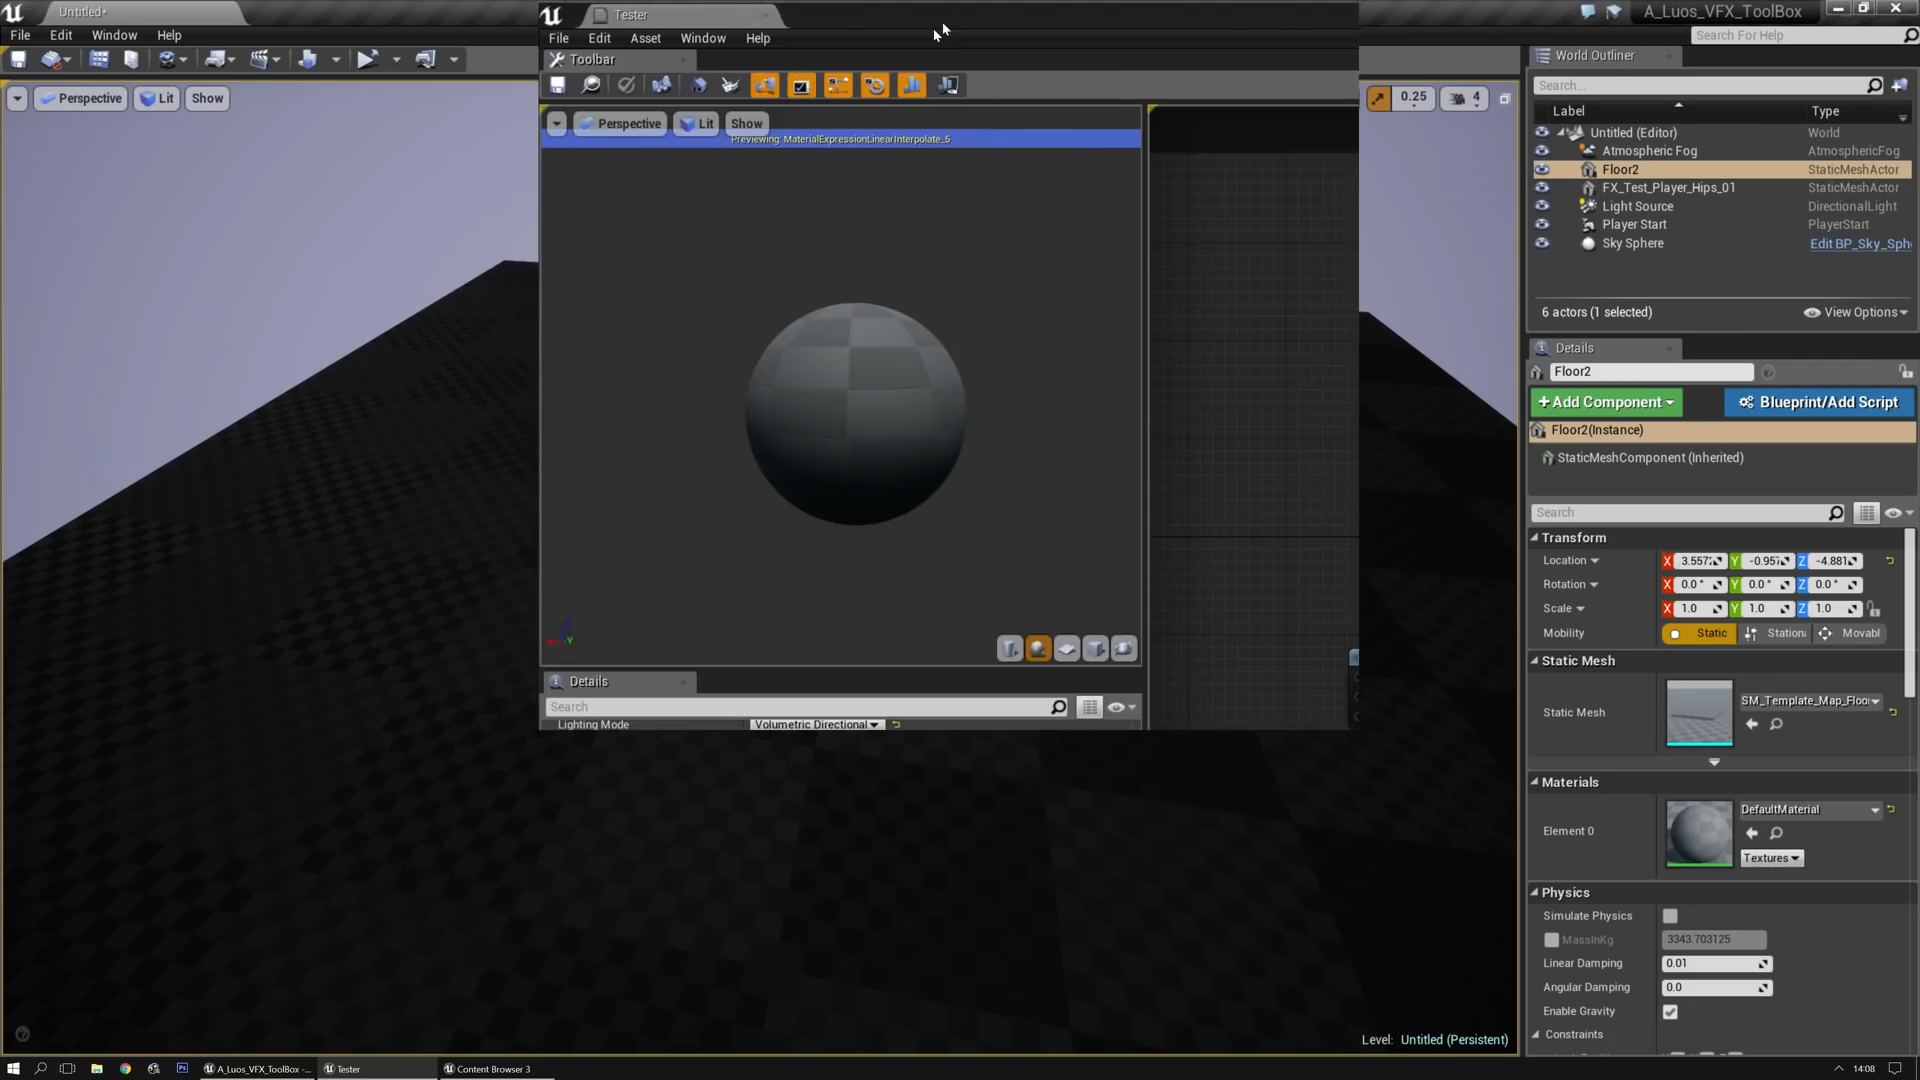 Untitled*
A_Luos_VFX_ToolBox
File Edit Window Help
Search For Help
Perspective Lit Show
0.25 4
Tester
File Edit Asset Window Help
Toolbar
Perspective Lit Show
Previewing: MaterialExpressionLinearInterpolate_5
Y
Details
Search
Lighting Mode Volumetric Directional
World Outliner
Search...
Label Type
Untitled (Editor) World
Atmospheric Fog AtmosphericFog
Floor2 StaticMeshActor
FX_Test_Player_Hips_01 StaticMeshActor
Light Source DirectionalLight
Player Start PlayerStart
Sky Sphere Edit BP_Sky_Sph
6 actors (1 selected) View Options
Details
Floor2
+Add Component Blueprint/Add Script
Floor2(Instance)
StaticMeshComponent (Inherited)
Search
Transform
Location X 3.557 Y -0.957 Z -4.881
Rotation X 0.0 ° Y 0.0 ° Z 0.0 °
Scale X 1.0 Y 1.0 Z 1.0
Mobility Static Station Movabl
Static Mesh
Static Mesh SM_Template_Map_Floo
Materials
Element 0 DefaultMaterial
Textures
Physics
Simulate Physics
MassInKg 3343.703125
Linear Damping 0.01
Angular Damping 0.0
Enable Gravity
Constraints
Level: Untitled (Persistent)
A_Luos_VFX_ToolBox -... Tester Content Browser 3 14:08